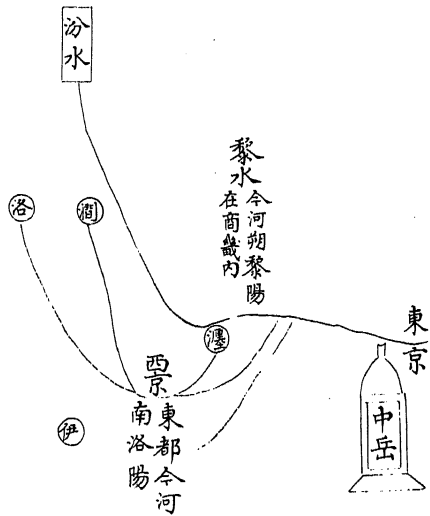 汾水
洛
澗
黎水
今河朔黎陽
在商畿內
瀍
東京
中岳
西京
東都今河
南洛陽
伊